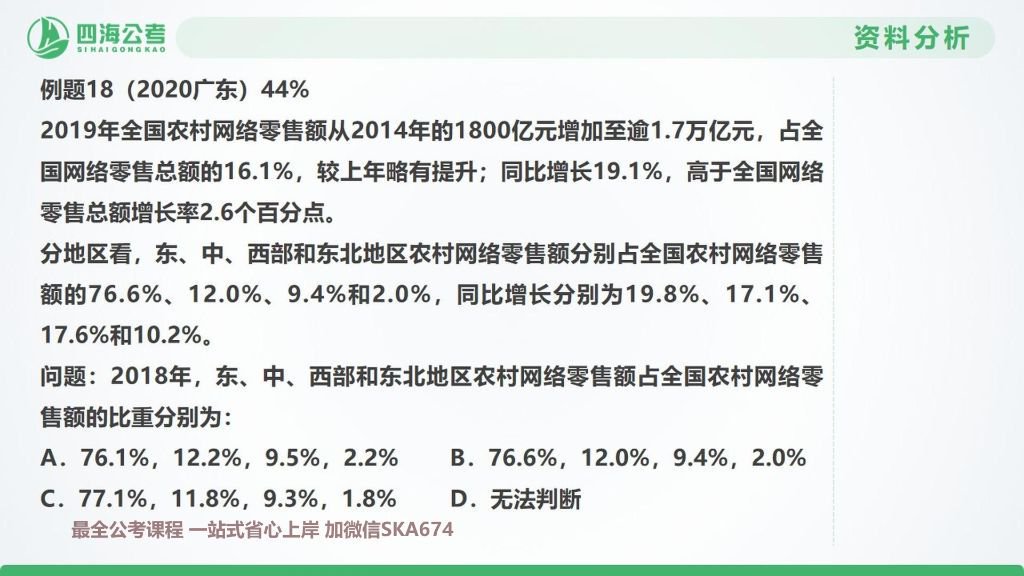 四海公考
SIHAIGONGKAO
资料分析
例题18（2020广东）44%
2019年全国农村网络零售额从2014年的1800亿元增加至逾1.7万亿元，占全
国网络零售总额的16.1%，较上年略有提升；同比增长19.1%，高于全国网络
零售总额增长率2.6个百分点。
分地区看，东、中、西部和东北地区农村网络零售额分别占全国农村网络零售
额的76.6%、12.0%、9.4%和2.0%，同比增长分别为19.8%、17.1%、
17.6%和10.2%。
问题：2018年，东、中、西部和东北地区农村网络零售额占全国农村网络零
售额的比重分别为：
A．76.1%，12.2%，9.5%，2.2% B．76.6%，12.0%，9.4%，2.0%
C．77.1%，11.8%，9.3%，1.8% D．无法判断
最全公考课程 一站式省心上岸 加微信SKA674